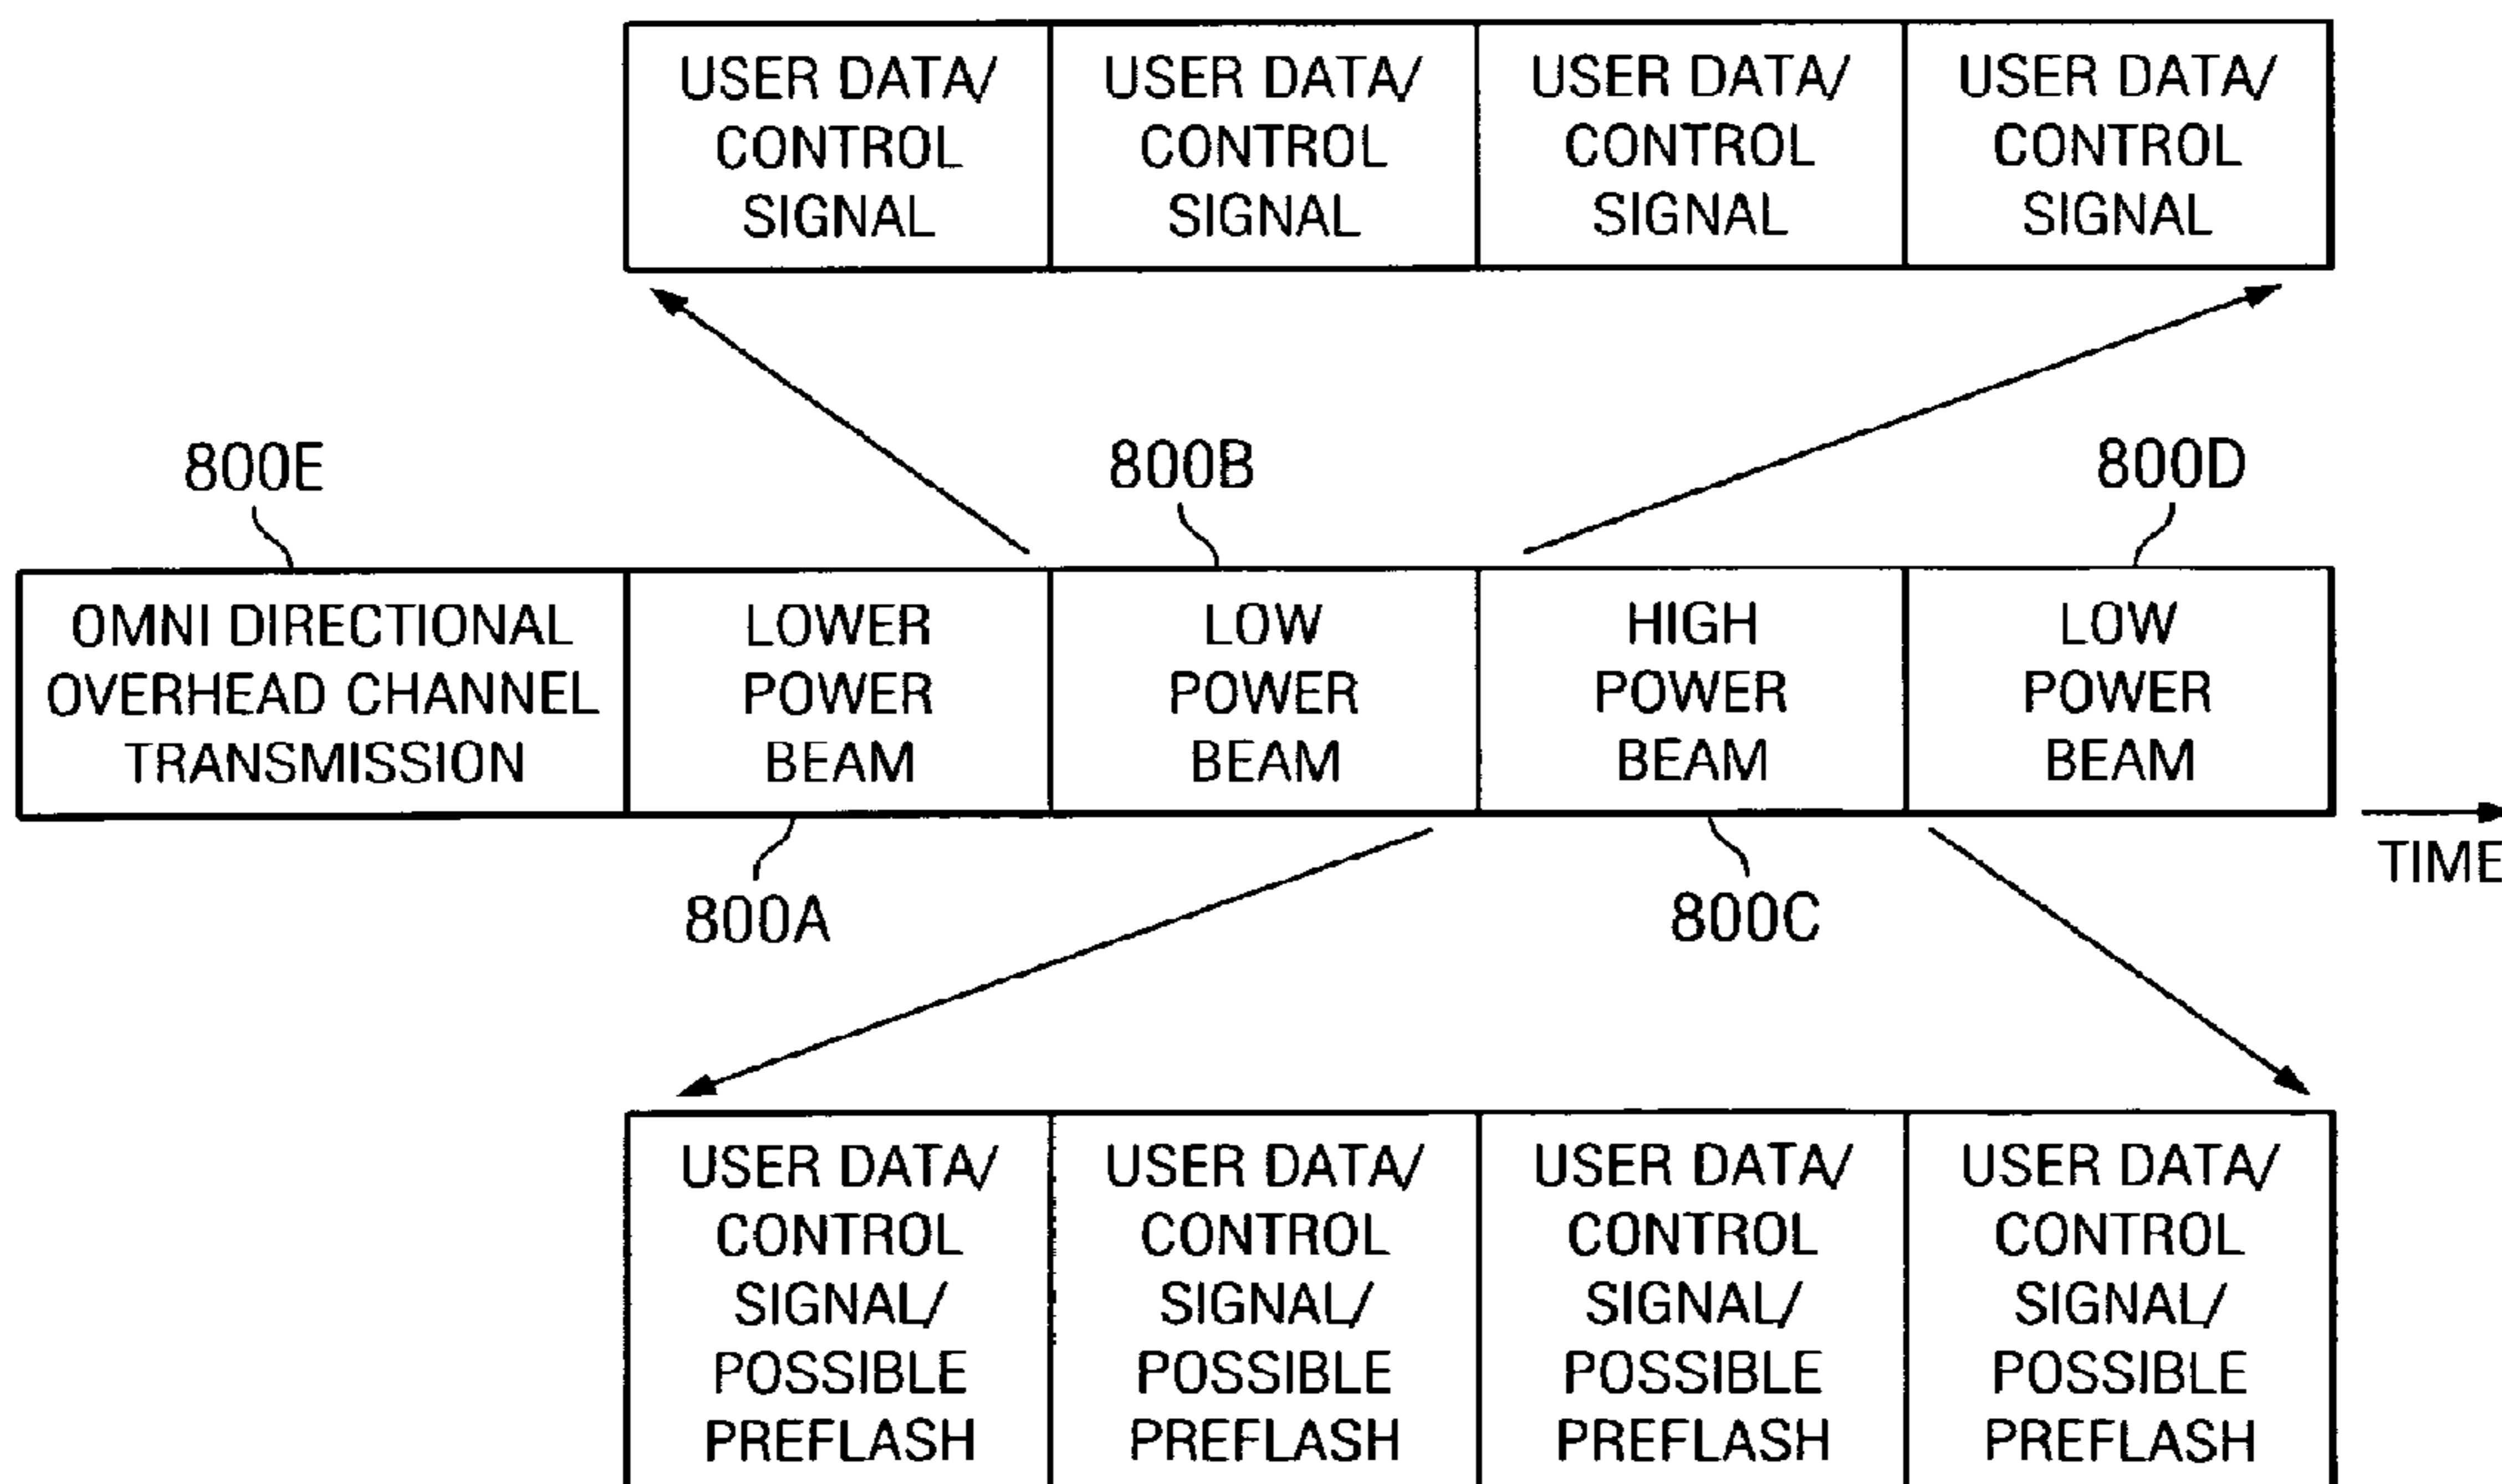 USER DATA/
CONTROL
SIGNAL
USER DATA/
CONTROL
SIGNAL
USER DATA/
CONTROL
SIGNAL
USER DATA/
CONTROL
SIGNAL
800E
800B
800D
OMNI DIRECTIONAL
OVERHEAD CHANNEL
TRANSMISSION
LOWER
POWER
BEAM
LOW
POWER
BEAM
HIGH
POWER
BEAM
LOW
POWER
BEAM
TIME
800A
800C
USER DATA/
CONTROL
SIGNAL/
POSSIBLE
PREFLASH
USER DATA/
CONTROL
SIGNAL/
POSSIBLE
PREFLASH
USER DATA/
CONTROL
SIGNAL/
POSSIBLE
PREFLASH
USER DATA/
CONTROL
SIGNAL/
POSSIBLE
PREFLASH